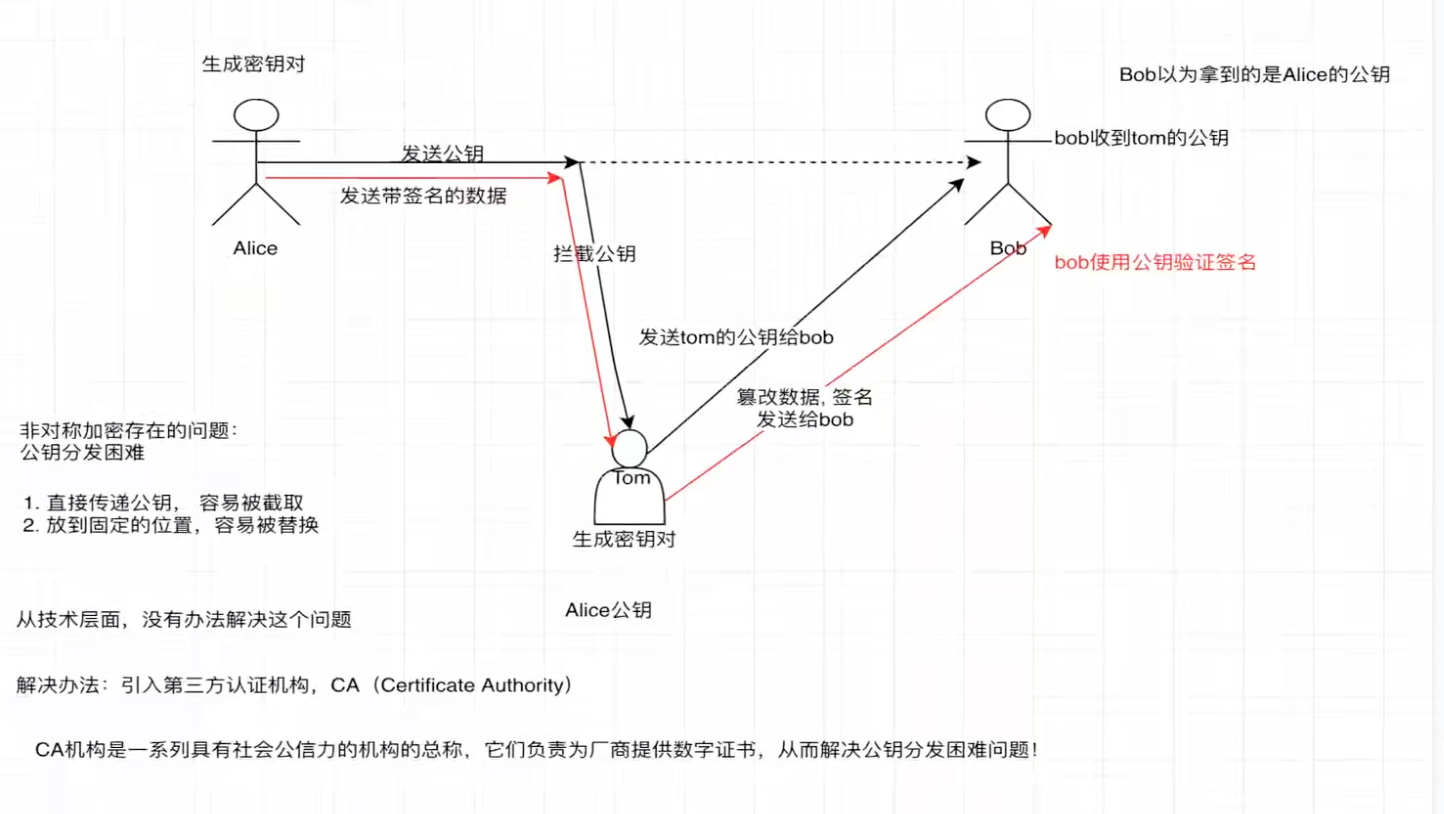 生成密钥对
Bob以为拿到的是Alice的公钥
bob收到tom的公钥
发送公钥
发送带签名的数据
Alice
Bob
拦截公钥
bob使用公钥验证签名
发送tom的公钥给bob
篡改数据, 签名
发送给bob
非对称加密存在的问题：
公钥分发困难
Tom
1. 直接传递公钥， 容易被截取
2. 放到固定的位置，容易被替换
生成密钥对
Alice公钥
从技术层面，没有办法解决这个问题
解决办法：引入第三方认证机构，CA（Certificate Authority）
CA机构是一系列具有社会公信力的机构的总称，它们负责为厂商提供数字证书，从而解决公钥分发困难问题！